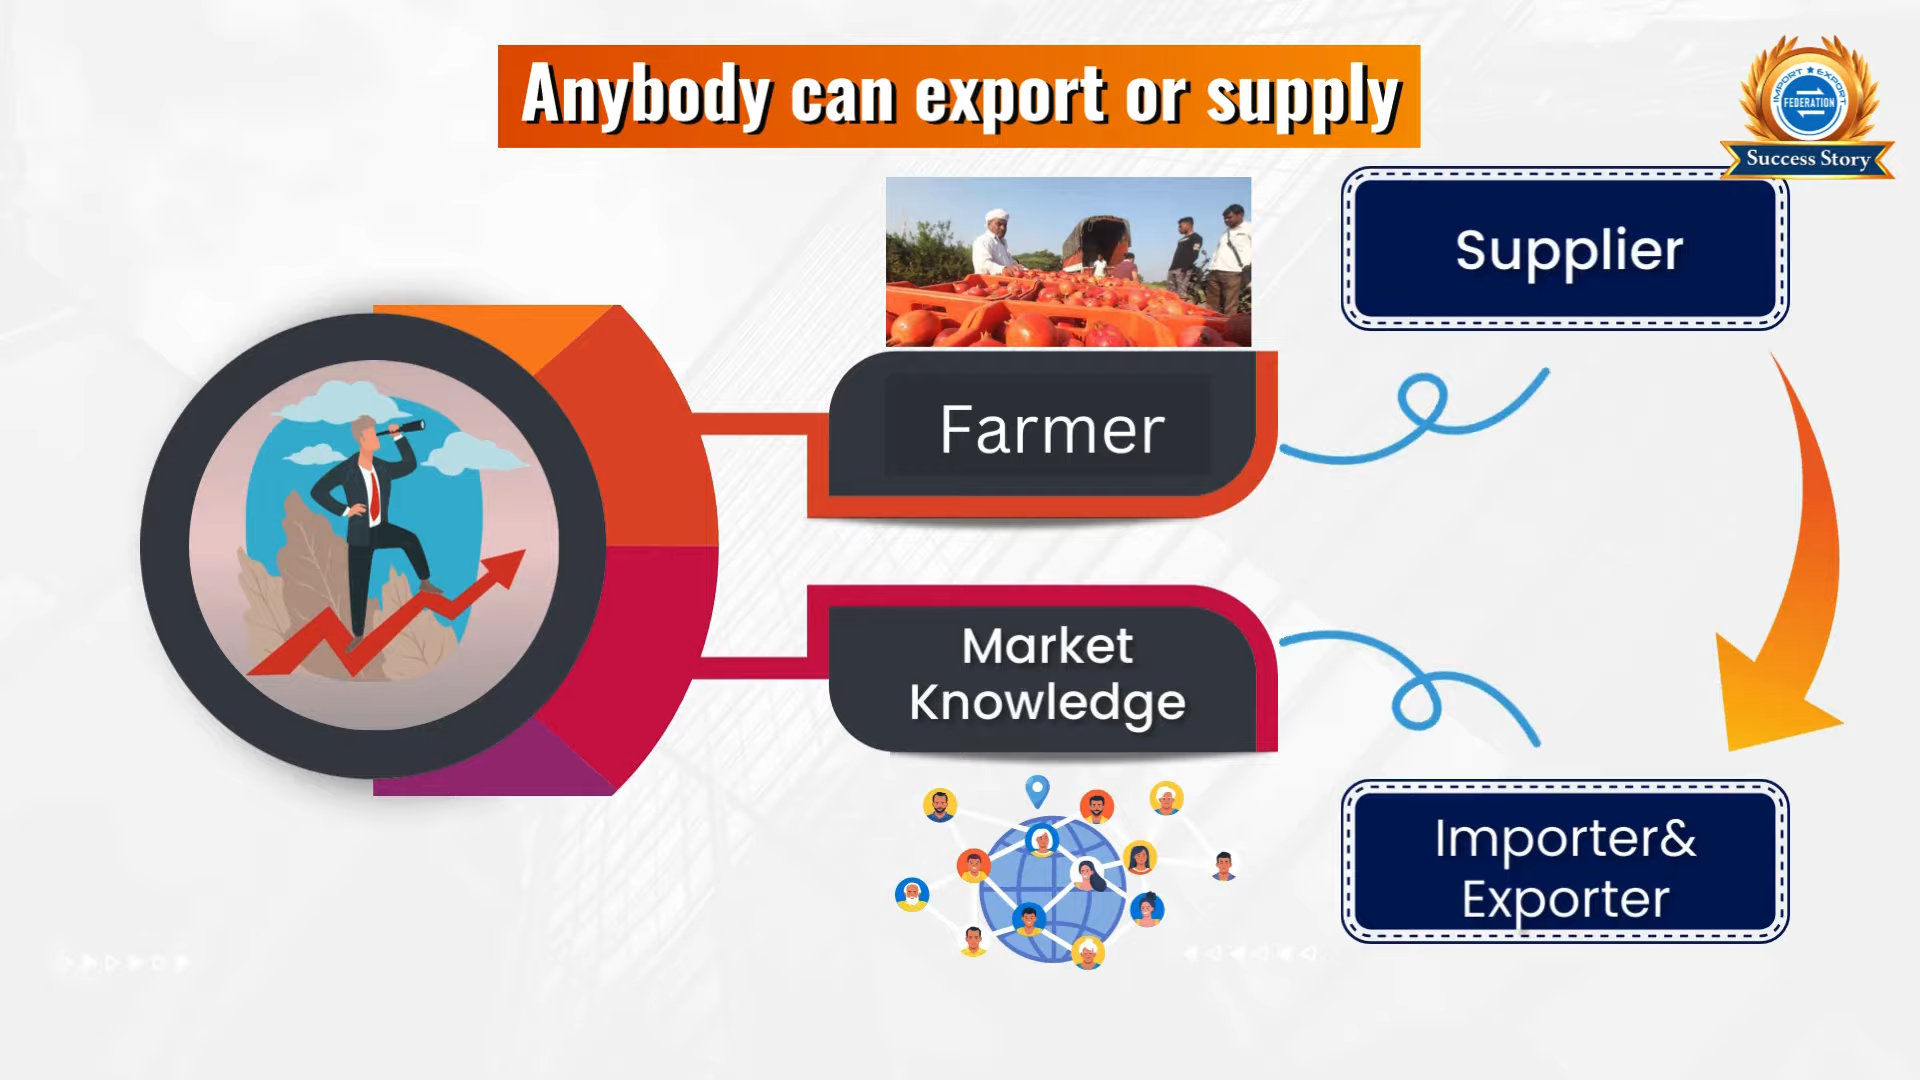 Anybody can export or supply
IMPORT ★ EXPORT
FEDERATION
Success Story
Supplier
Farmer
Market
Knowledge
Importer&
Exporter